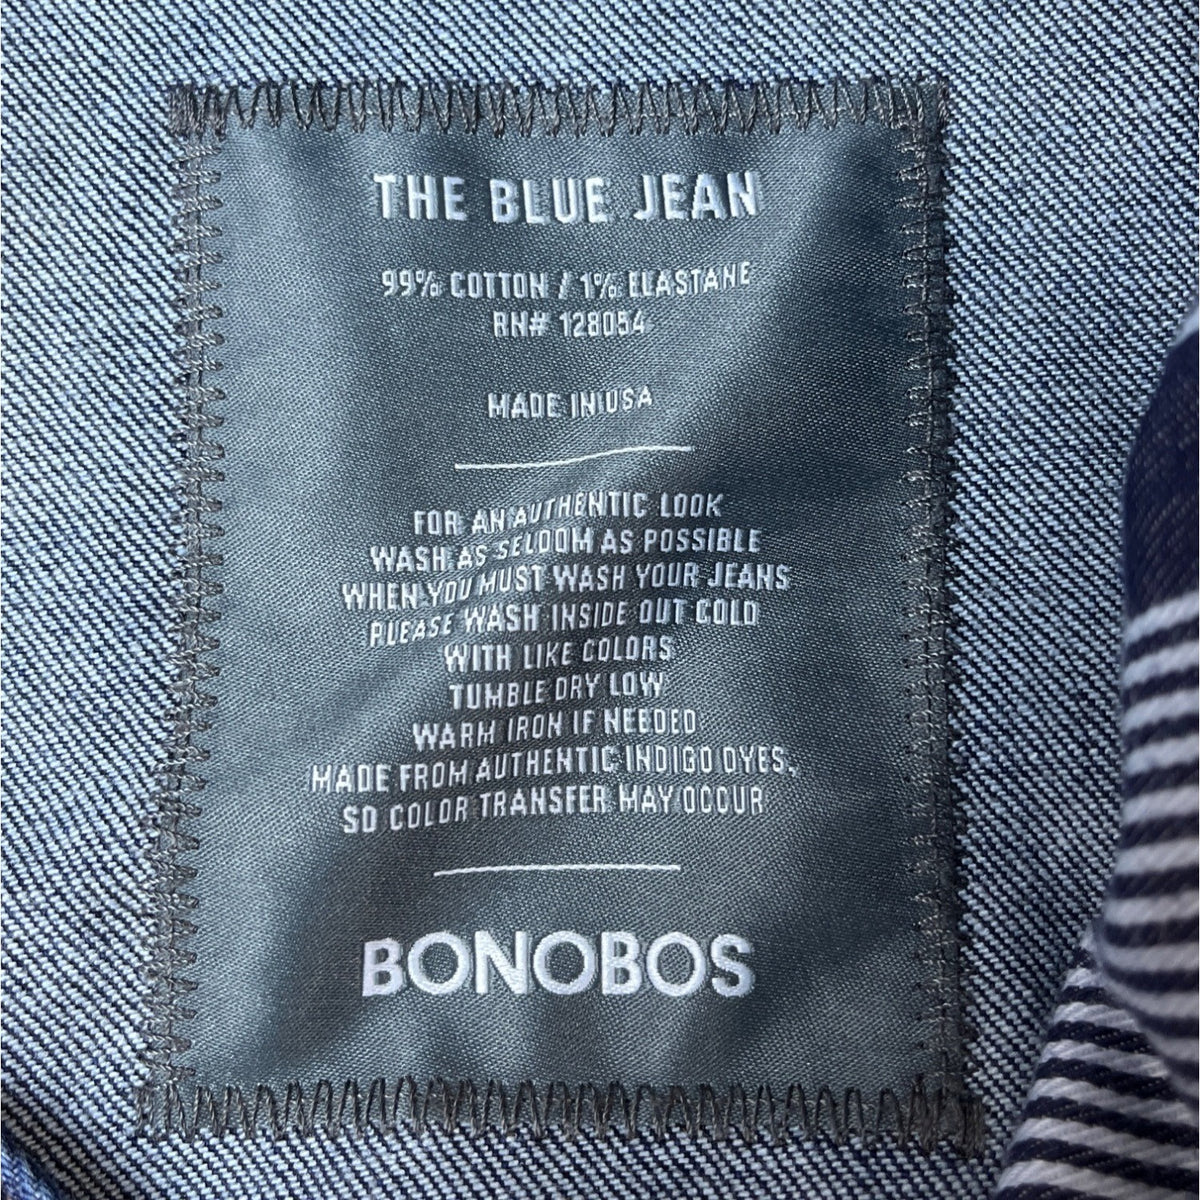 THE BLUE JEAN
99% COTTON / 1% ELASTANE
RN# 128054
MADE IN USA
FOR AN AUTHENTIC LOOK
WASH AS SELDOM AS POSSIBLE
WHEN YOU MUST WASH YOUR JEANS
PLEASE WASH INSIDE OUT COLD
WITH LIKE COLORS
TUMBLE DRY LOW
WARM IRON IF NEEDED
MADE FROM AUTHENTIC INDIGO DYES,
SO COLOR TRANSFER MAY OCCUR
BONOBOS